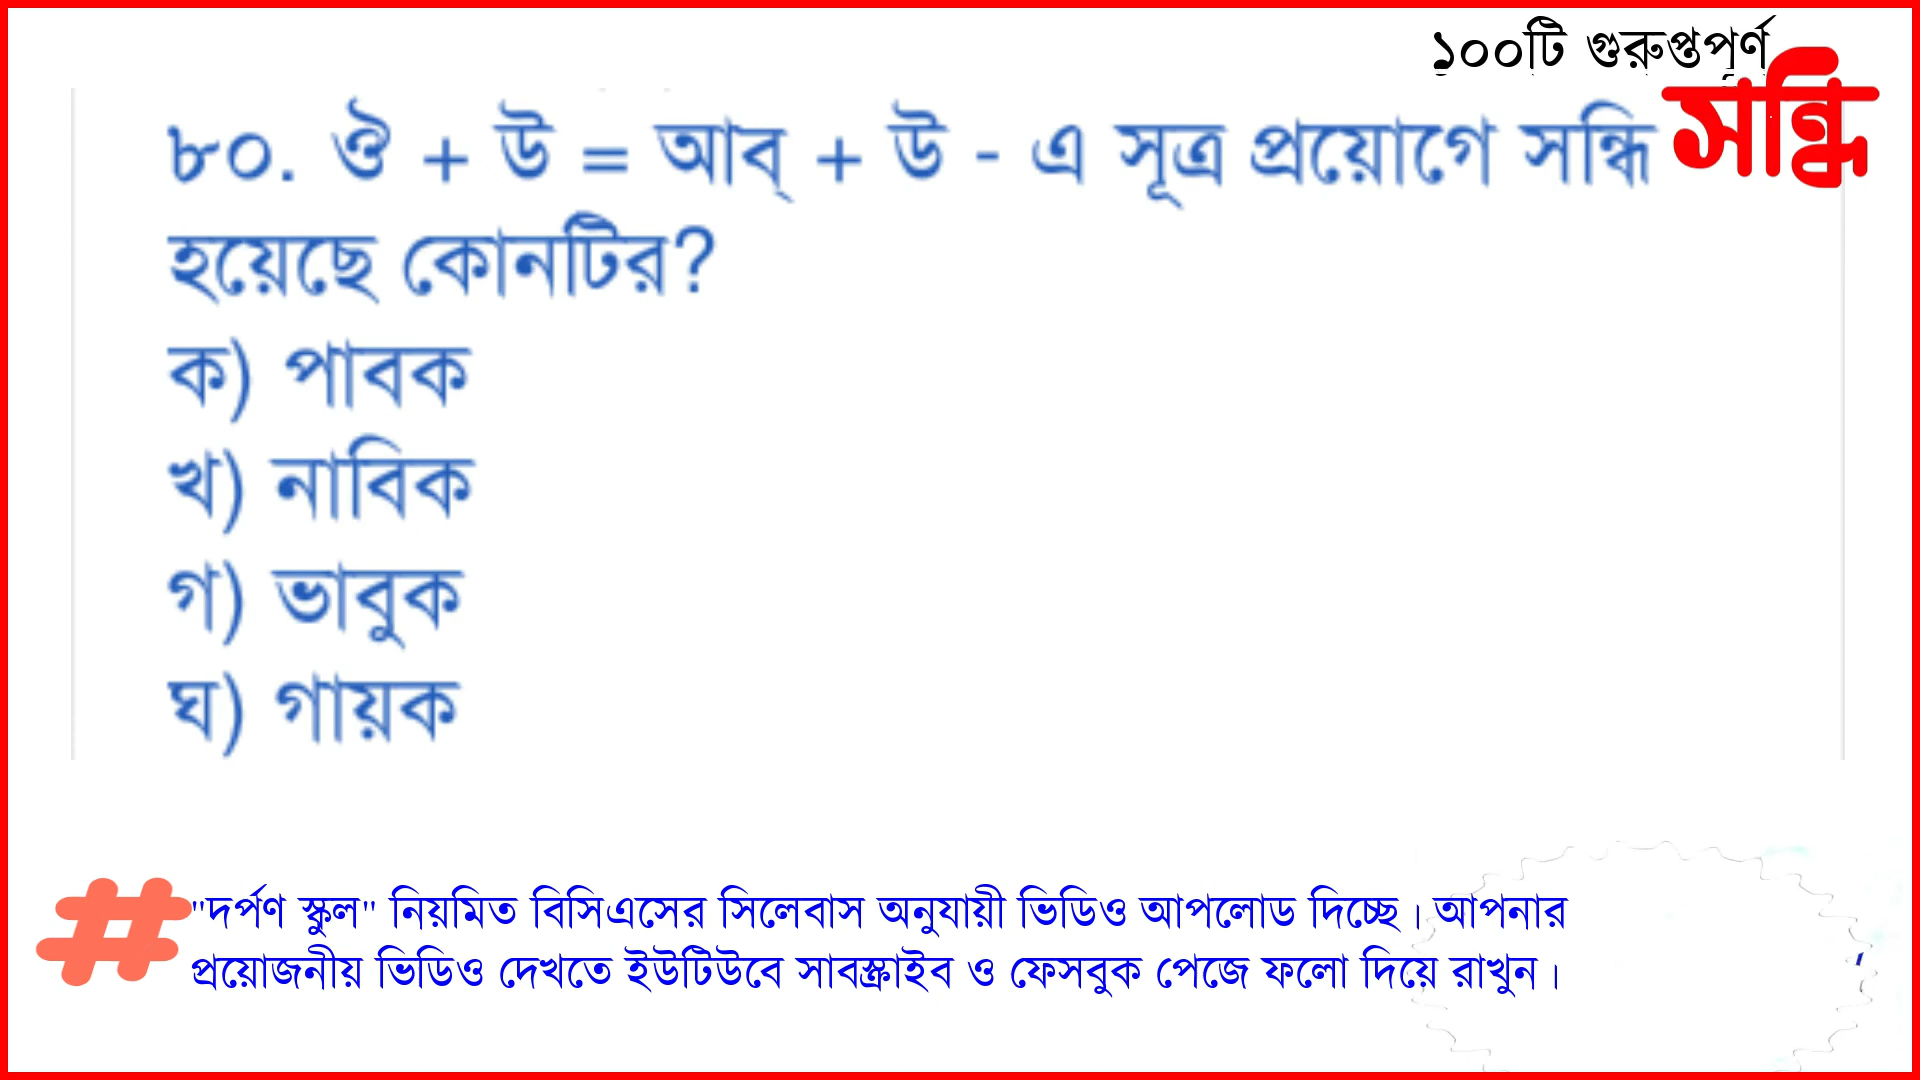 ১০০টি গুরুত্তপূর্ণ
সন্ধি
৮০. ঔ + উ = আব্ + উ - এ সূত্র প্রয়োগে সন্ধি
হয়েছে কোনটির?
ক) পাবক
খ) নাবিক
গ) ভাবুক
ঘ) গায়ক
"দর্পণ স্কুল" নিয়মিত বিসিএসের সিলেবাস অনুযায়ী ভিডিও আপলোড দিচ্ছে। আপনার
প্রয়োজনীয় ভিডিও দেখতে ইউটিউবে সাবস্ক্রাইব ও ফেসবুক পেজে ফলো দিয়ে রাখুন।